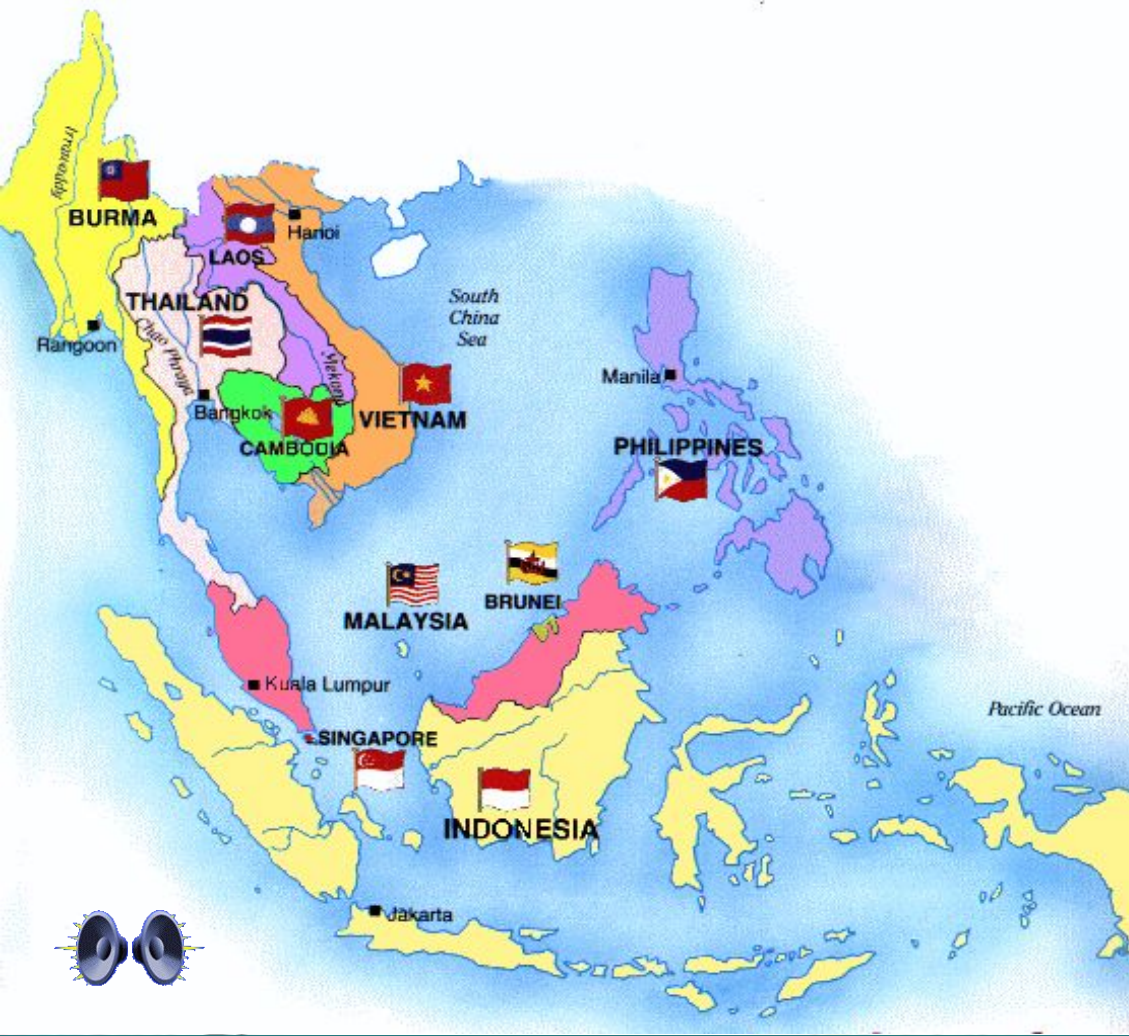 Irrawaddy
BURMA
Hanoi
LAOS
THAILAND
South
China
Sea
Rangoon
Chao Phraya
Mekong
Manila
Bangkok
VIETNAM
CAMBODIA
PHILIPPINES
BRUNEI
MALAYSIA
Kuala Lumpur
Pacific Ocean
SINGAPORE
INDONESIA
Jakarta